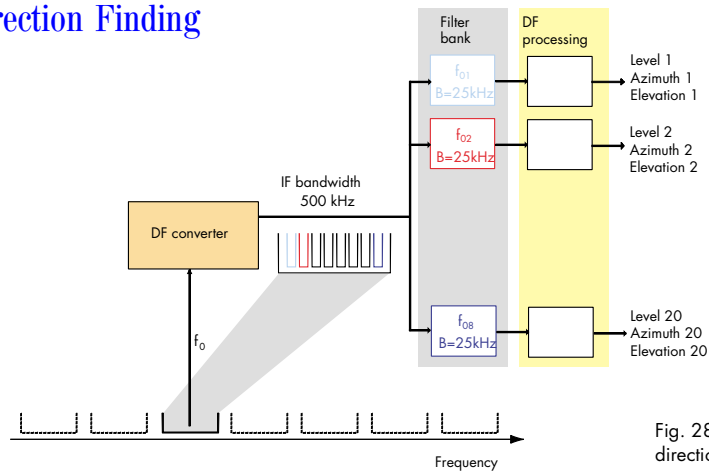 rection Finding
Filter
bank
DF
processing
f01
B=25kHz
Level 1
Azimuth 1
Elevation 1
f02
B=25kHz
Level 2
Azimuth 2
Elevation 2
IF bandwidth
500 kHz
DF converter
f08
B=25kHz
Level 20
Azimuth 20
Elevation 20
f0
Frequency
Fig. 28
direction